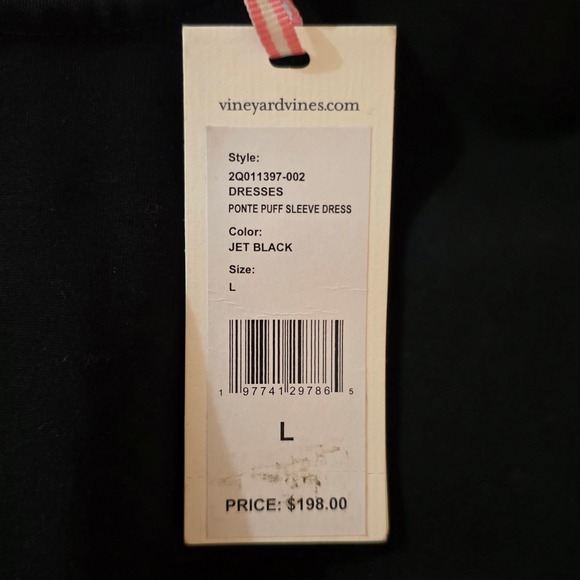 vineyardvines.com
Style:
2Q011397-002
DRESSES
PONTE PUFF SLEEVE DRESS
Color:
JET BLACK
Size:
L
1 97741 29786 5
L
PRICE: $198.00